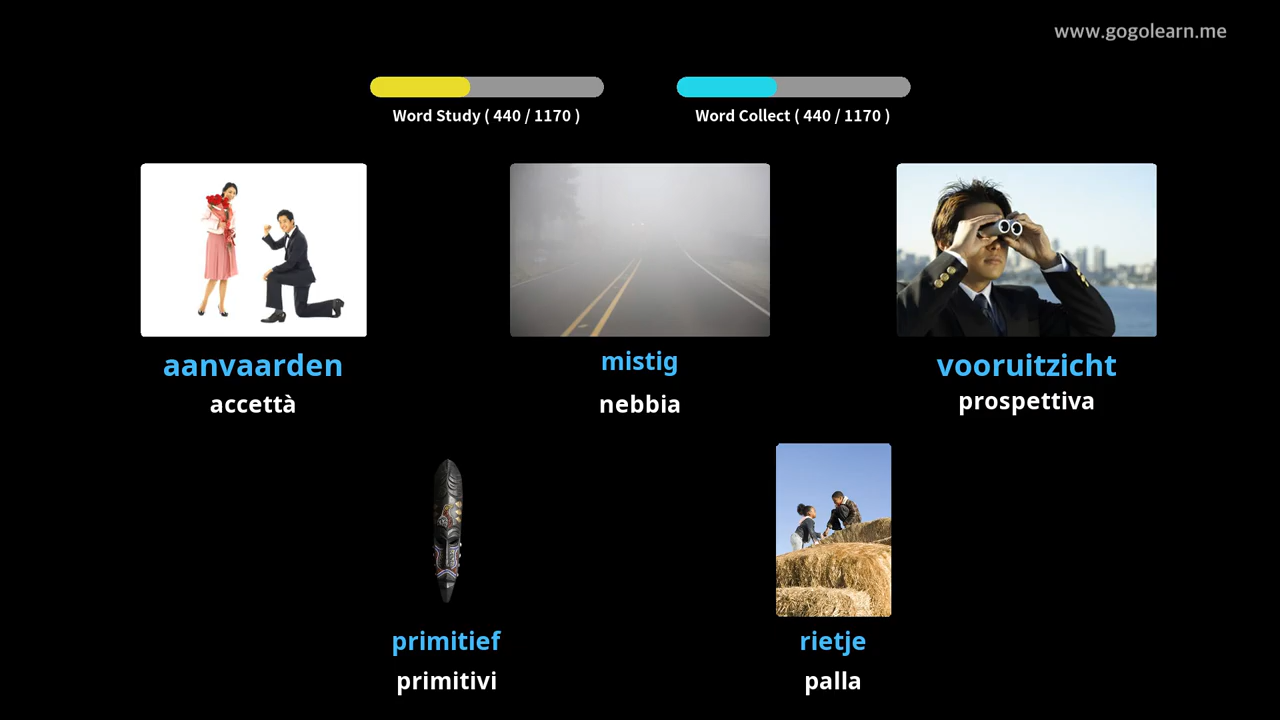 www.gogolearn.me
Word Study ( 440 / 1170 )
Word Collect ( 440 / 1170 )
aanvaarden
accettà
mistig
nebbia
vooruitzicht
prospettiva
primitief
primitivi
rietje
palla